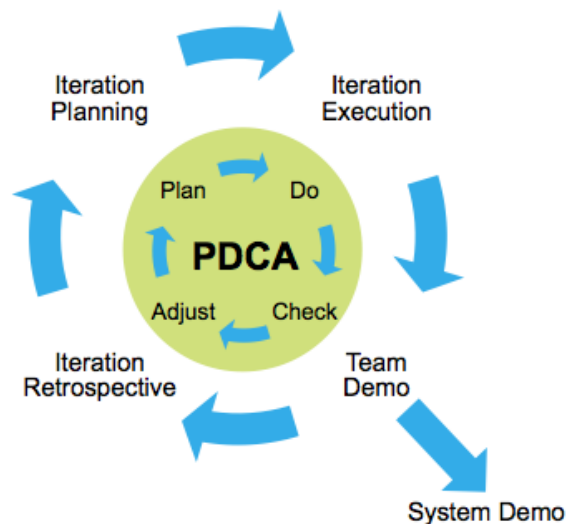 Iteration
Planning
Iteration
Execution
Plan
Do
PDCA
Adjust
Check
Iteration
Retrospective
Team
Demo
System Demo